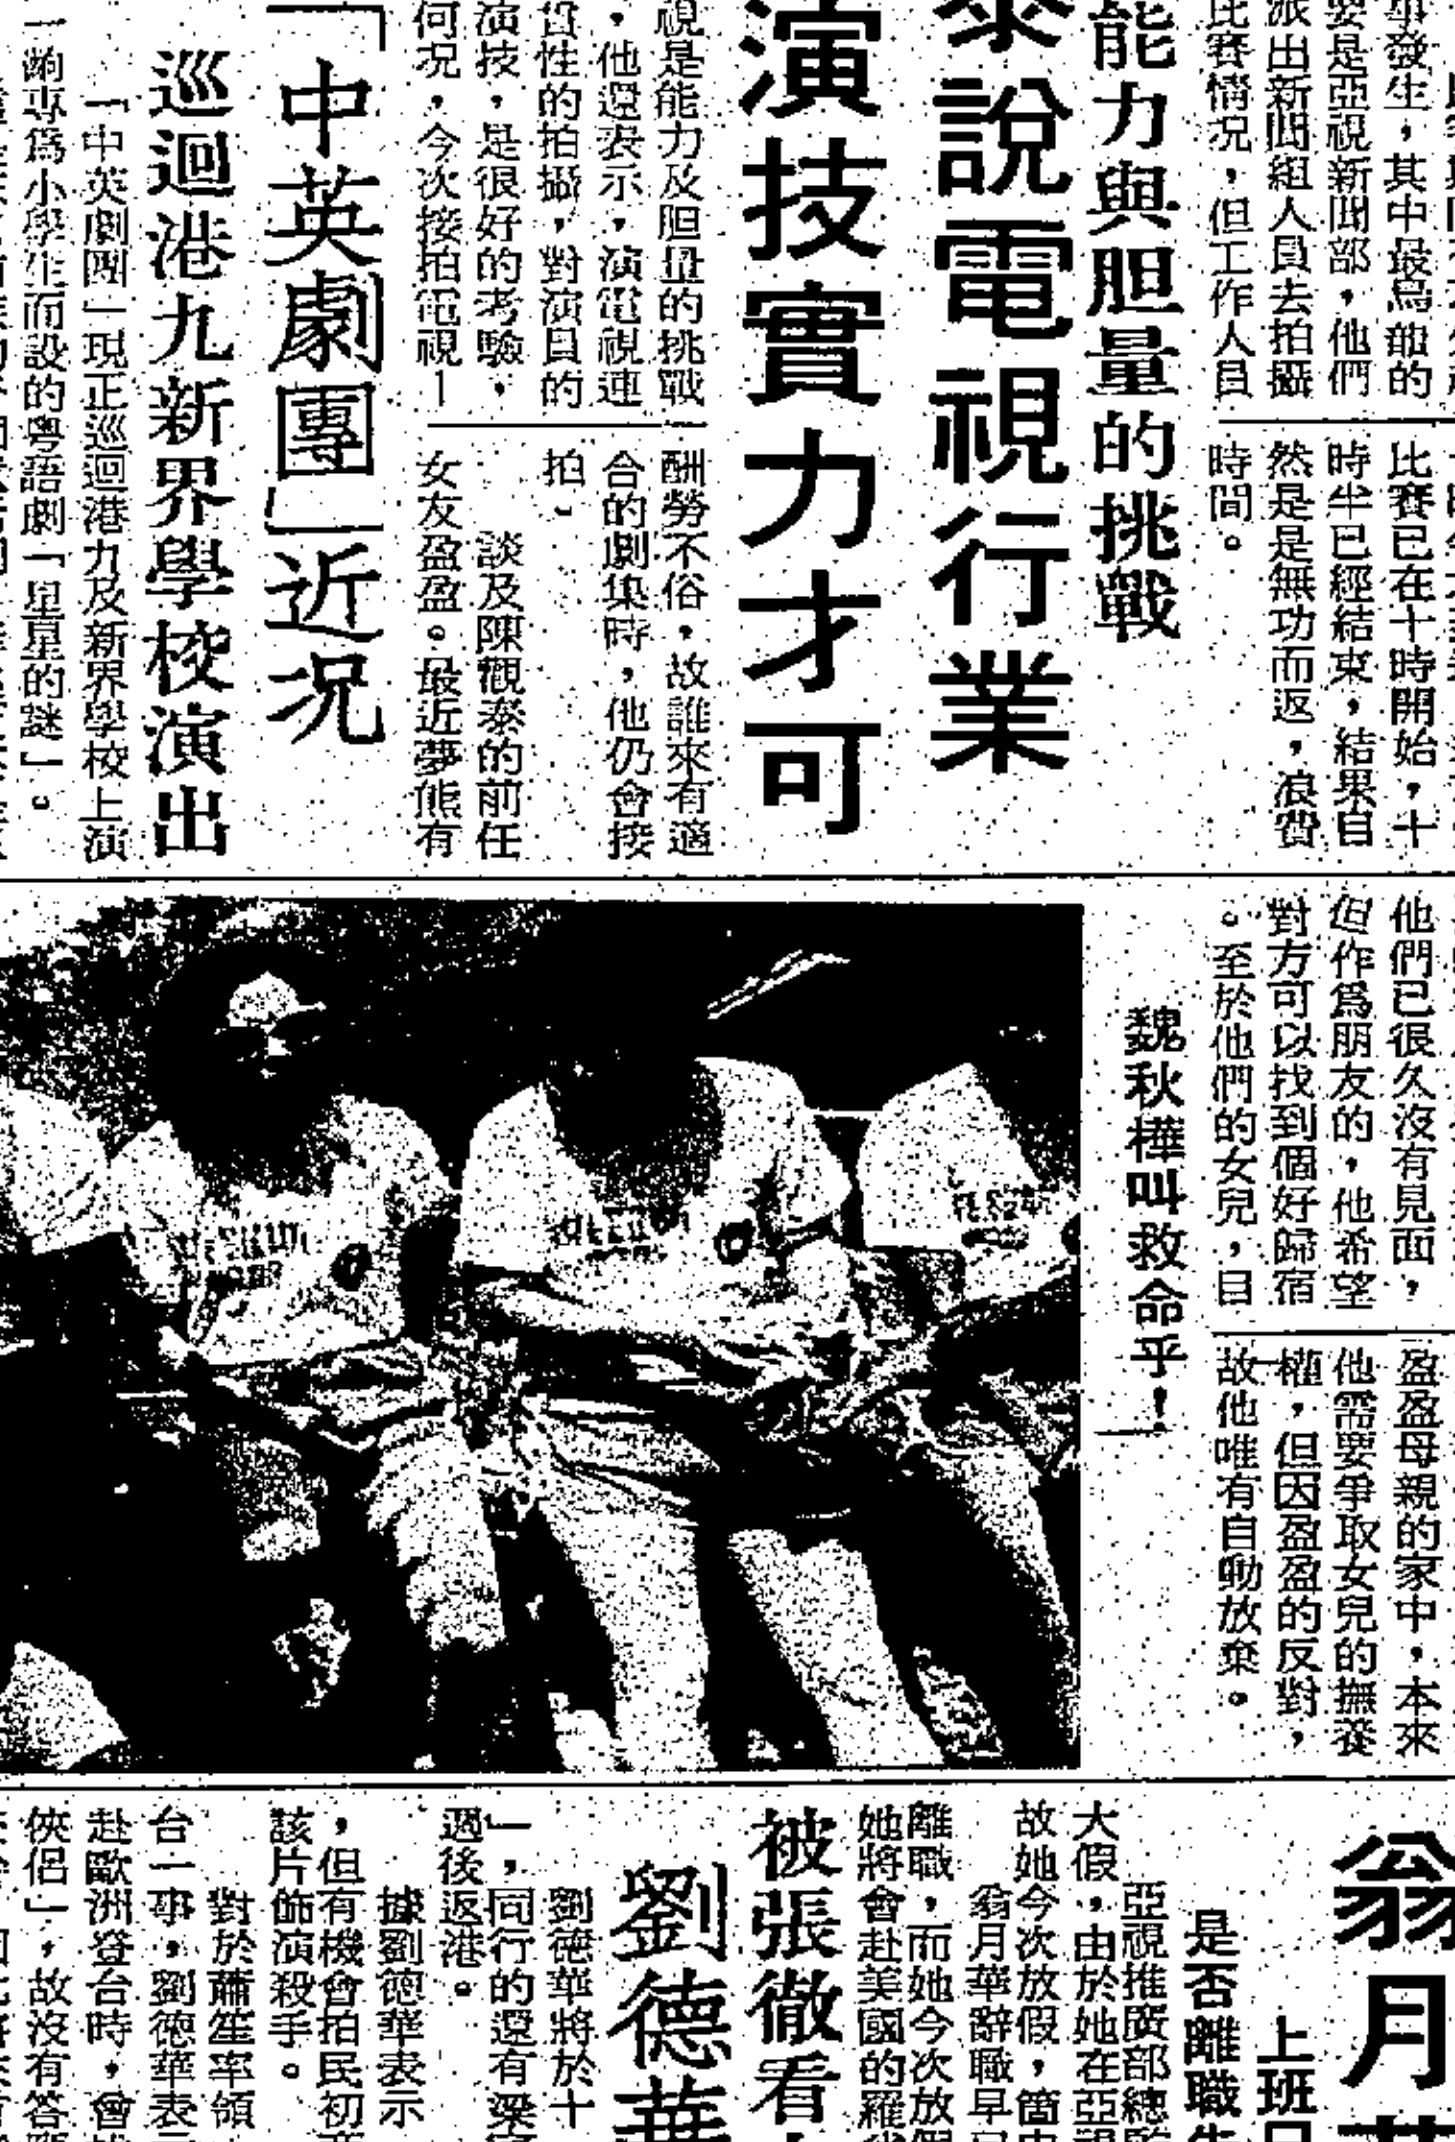 事發生，其中最烏龍的
要是亞視新聞部，他們
派出新聞組人員去拍攝
比賽情況，但工作人員
比賽已在十時開始，十
時半已經結束，結果自
然是是無功而返，浪費
時間。
能力與胆量的挑戰
泰說電視行業
演技實力才可
視是能力及胆量的挑戰
，他還表示，演電視連
貫性的拍攝，對演員的
演技，是很好的考驗，
何况，今次接拍電視！
酬勞不俗，故誰來有適
合的劇集時，他仍會接
拍。
談及陳觀泰的前任
女友盈盈。最近夢熊有
「中英劇團」近況
巡迴港九新界學校演出
「中英劇團」現正巡迴港九及新界學校上演
一齣專爲小學生而設的粵語劇「星星的謎」。
他們已很久沒有見面，
但作爲朋友的，他希望
對方可以找到個好歸宿
。至於他們的女兒，目
盈盈母親的家中，本來
他需要爭取女兒的撫養
權，但因盈盈的反對，
故他唯有自動放棄。
魏秋樺叫救命乎！
翁月
上班
是否離職
亞視推廣部總
大假，由於她在亞
故她今次放假，箇中
翁月華辭職早
離職，而她今次放假
她將會赴美國的羅
被張徹看
劉德華
劉德華將於十
一，同行的還有梁
週後返港。
據劉德華表示
，但有機會拍民初
該片飾演殺手。
對於蕭笙率領
台一事，劉德華表示
赴歐洲登台時，會
俠侶」，故沒有答